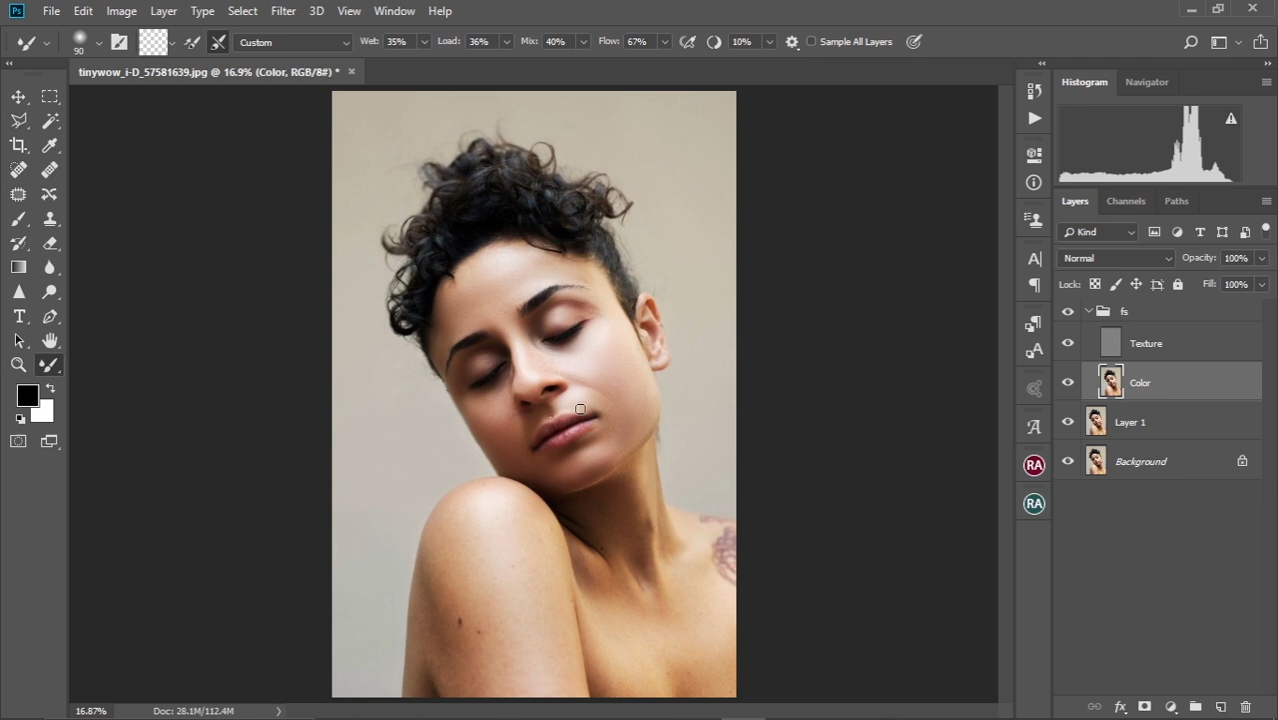 Ps File Edit Image Layer Type Select Filter 3D View Window Help
90 Custom Wet: 35% Load: 36% Mix: 40% Flow: 67% 10% Sample All Layers
tinywow_i-D_57581639.jpg @ 16.9% (Color, RGB/8#) *
Histogram Navigator
Layers Channels Paths
Kind
Normal Opacity: 100%
Lock: Fill: 100%
fs
Texture
Color
Layer 1
Background
RA
RA
16.87% Doc: 28.1M/112.4M